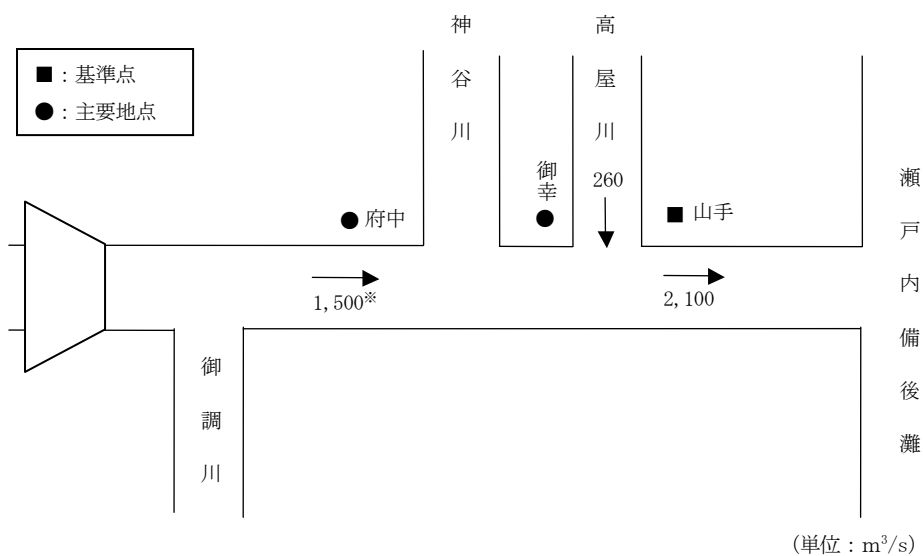 ■：基準点
●：主要地点
神谷川
高屋川
御幸
260
府中
山手
1,500※
2,100
御調川
瀬戸内備後灘
(単位：m³/s)